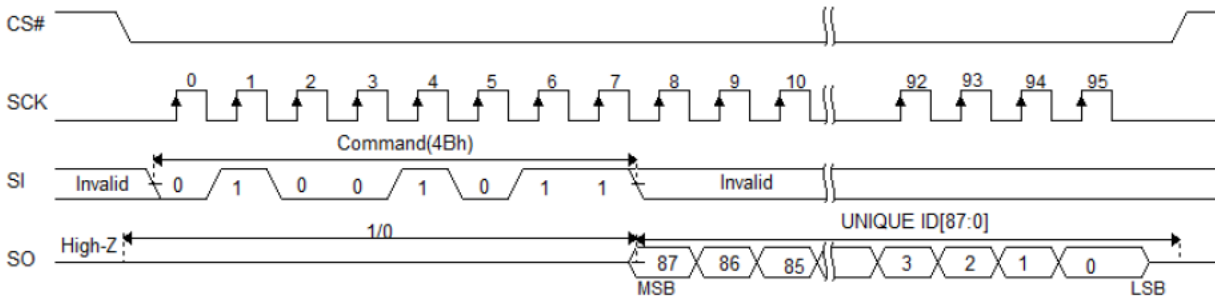 CS#
SCK 0 1 2 3 4 5 6 7 8 9 10 92 93 94 95
Command(4Bh)
SI Invalid 0 1 0 0 1 0 1 1 Invalid
1/0 UNIQUE ID[87:0]
SO High-Z 87 86 85 3 2 1 0
MSB LSB